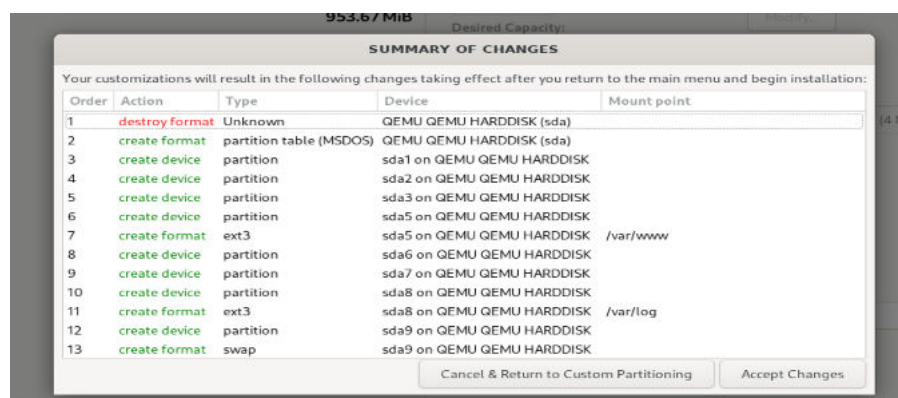 953.67 MiB
Desired Capacity:
Modify...
SUMMARY OF CHANGES
Your customizations will result in the following changes taking effect after you return to the main menu and begin installation:
Order Action Type Device Mount point
1 destroy format Unknown QEMU QEMU HARDDISK (sda)
2 create format partition table (MSDOS) QEMU QEMU HARDDISK (sda)
3 create device partition sda1 on QEMU QEMU HARDDISK
4 create device partition sda2 on QEMU QEMU HARDDISK
5 create device partition sda3 on QEMU QEMU HARDDISK
6 create device partition sda5 on QEMU QEMU HARDDISK
7 create format ext3 sda5 on QEMU QEMU HARDDISK /var/www
8 create device partition sda6 on QEMU QEMU HARDDISK
9 create device partition sda7 on QEMU QEMU HARDDISK
10 create device partition sda8 on QEMU QEMU HARDDISK
11 create format ext3 sda8 on QEMU QEMU HARDDISK /var/log
12 create device partition sda9 on QEMU QEMU HARDDISK
13 create format swap sda9 on QEMU QEMU HARDDISK
Cancel & Return to Custom Partitioning Accept Changes